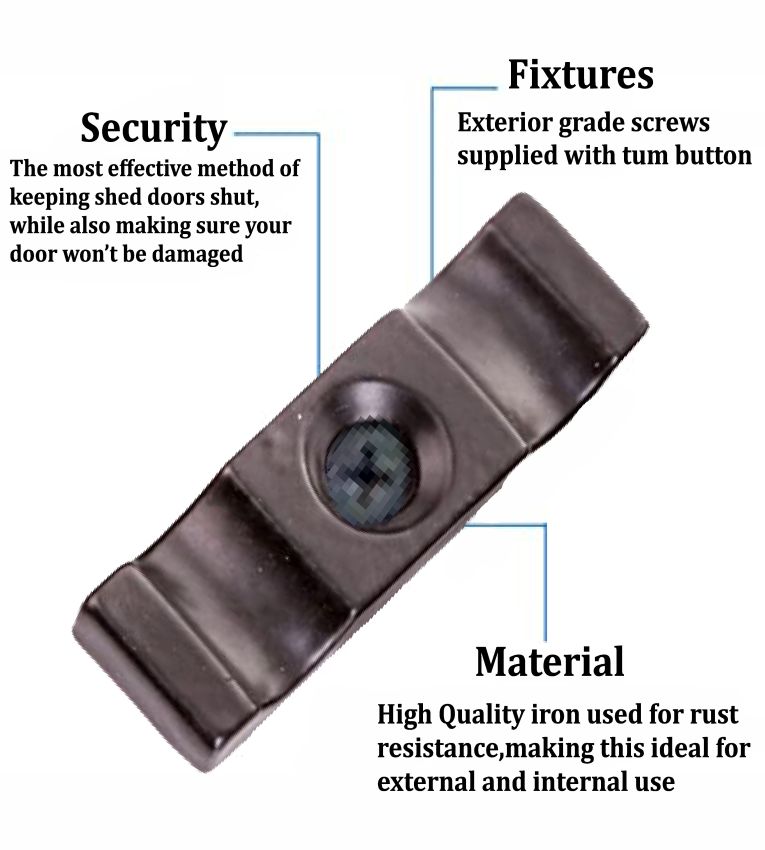 Security
The most effective method of
keeping shed doors shut,
while also making sure your
door won’t be damaged
Fixtures
Exterior grade screws
supplied with tum button
Material
High Quality iron used for rust
resistance,making this ideal for
external and internal use